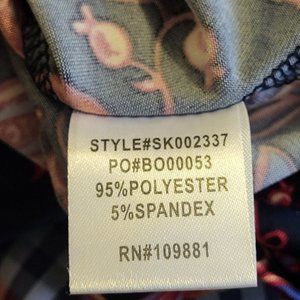 STYLE#SK002337
PO#BO00053
95%POLYESTER
5%SPANDEX
RN#109881